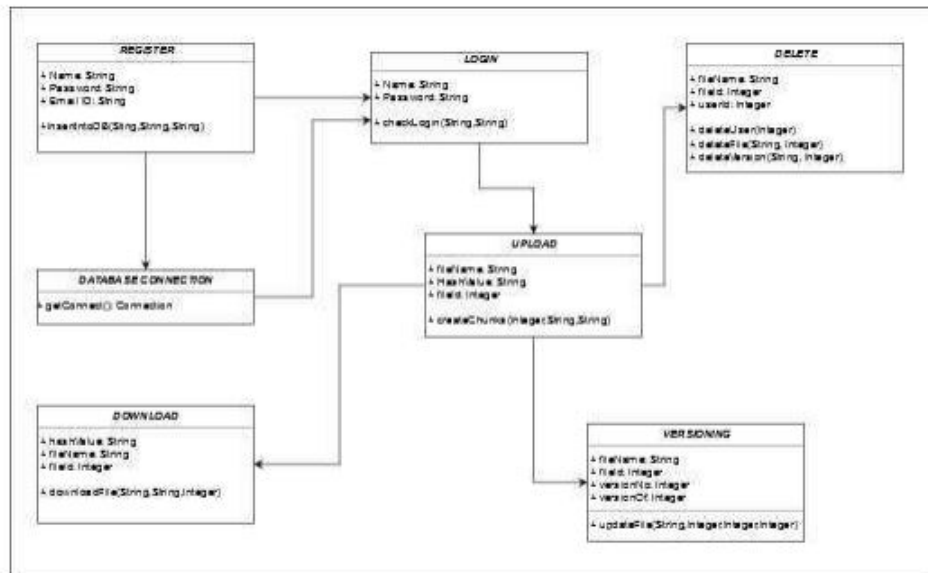 REGISTER
+ Name: String
+ Password: String
+ Email ID: String
+ insertIntoDB(String,String,String)
LOGIN
+ Name: String
+ Password: String
+ checkLogin(String,String)
DELETE
+ fileName: String
+ fileId: Integer
+ userId: Integer
+ deleteUser(Integer)
+ deleteFile(String, Integer)
+ deleteVersion(String, Integer)
DATABASE CONNECTION
+ getConnect(): Connection
UPLOAD
+ fileName: String
+ HashValue: String
+ fileId: Integer
+ createChunks(Integer,String,String)
DOWNLOAD
+ hashValue: String
+ fileName: String
+ fileId: Integer
+ downloadFile(String,String,Integer)
VERSIONING
+ fileName: String
+ fileId: Integer
+ versionNo: Integer
+ versionOf: Integer
+ updateFile(String,Integer,Integer,Integer)